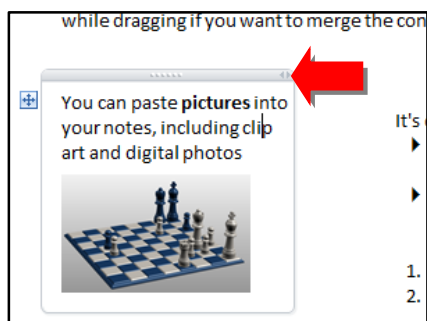 while dragging if you want to merge the con
You can paste pictures into
your notes, including clip
art and digital photos
It's
1.
2.